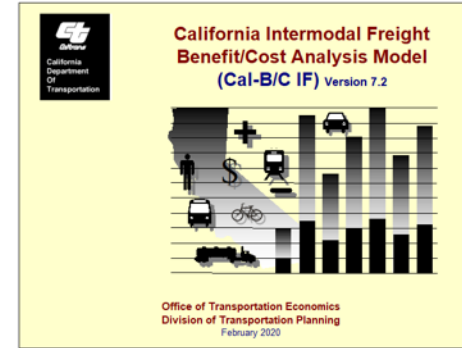 Caltrans
California
Department
Of
Transportation
California Intermodal Freight
Benefit/Cost Analysis Model
(Cal-B/C IF) Version 7.2
$
Office of Transportation Economics
Division of Transportation Planning
February 2020